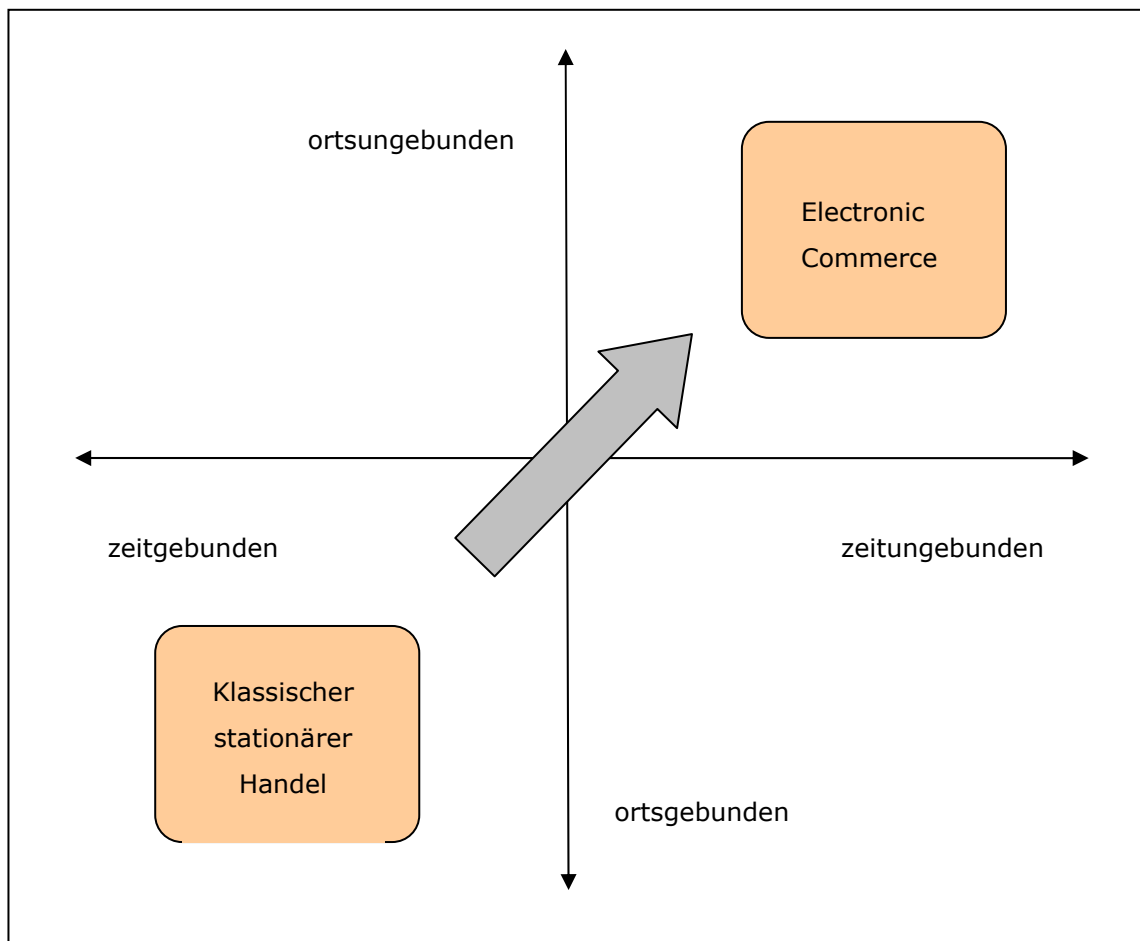 ortsungebunden
Electronic
Commerce
zeitgebunden
zeitungebunden
Klassischer
stationärer
Handel
ortsgebunden